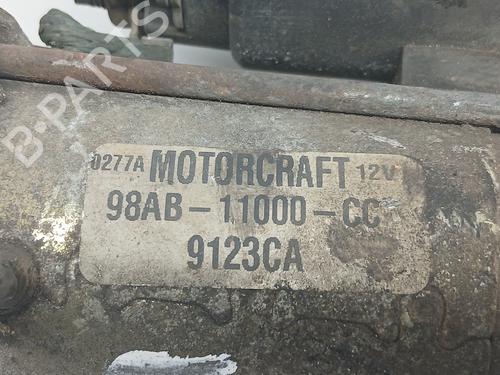 B-PARTS
0277A MOTORCRAFT 12V
98AB-11000-CC
9123CA